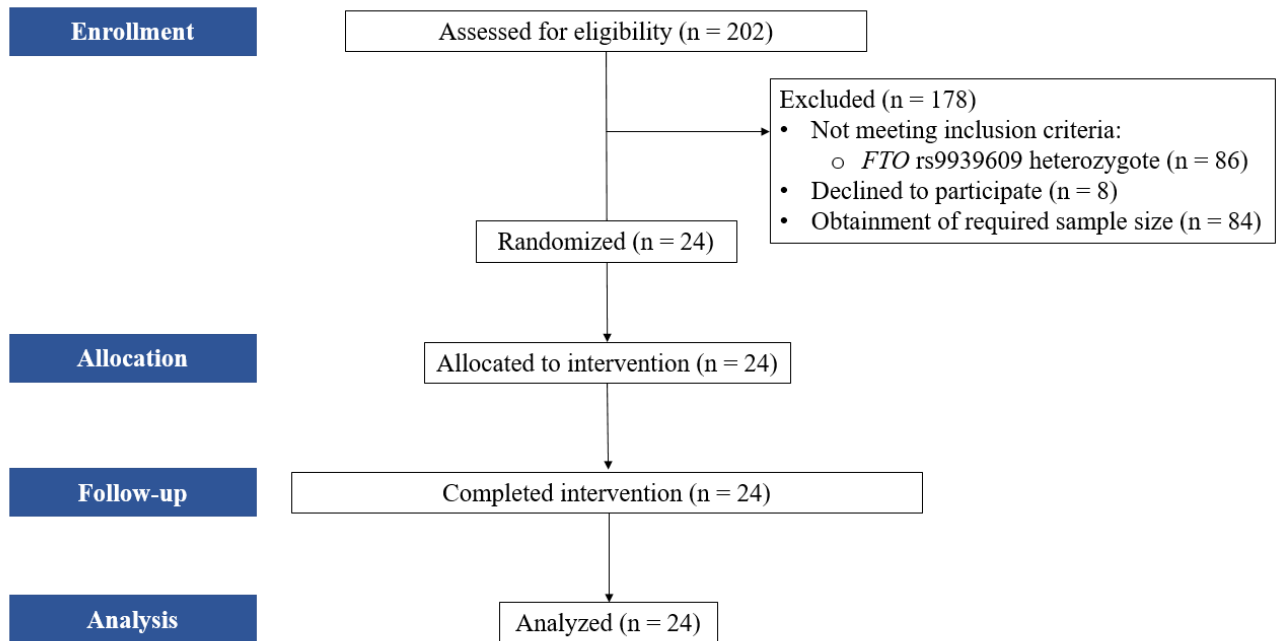 Enrollment
Assessed for eligibility (n = 202)
Excluded (n = 178)
• Not meeting inclusion criteria:
o FTO rs9939609 heterozygote (n = 86)
• Declined to participate (n = 8)
• Obtainment of required sample size (n = 84)
Randomized (n = 24)
Allocation
Allocated to intervention (n = 24)
Follow-up
Completed intervention (n = 24)
Analysis
Analyzed (n = 24)